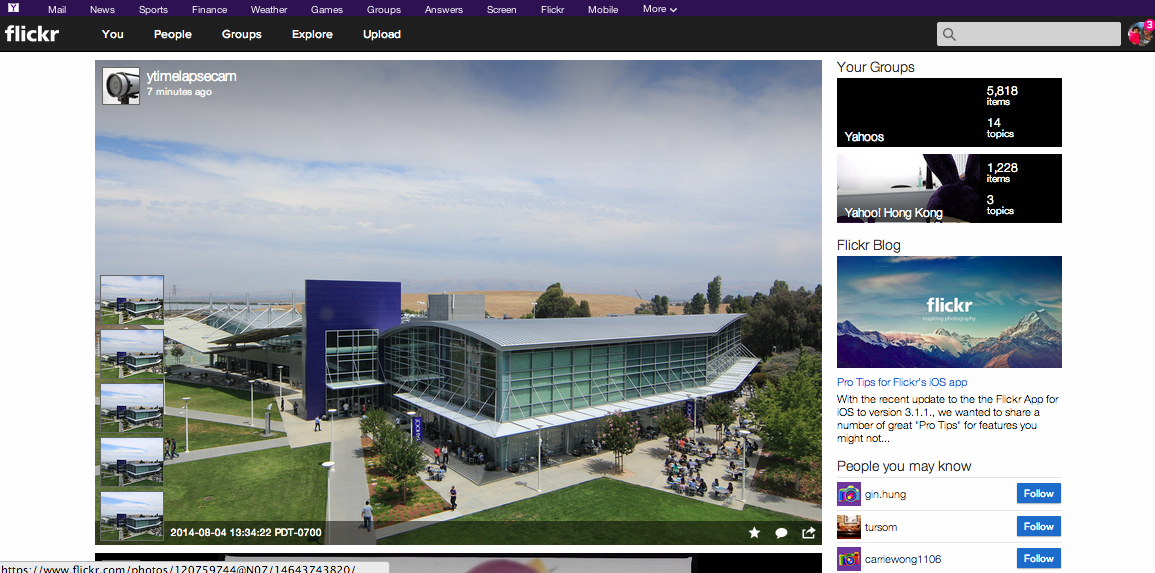 Mail News Sports Finance Weather Games Groups Answers Screen Flickr Mobile More
flickr You People Groups Explore Upload
3
ytimelapsecam
7 minutes ago
YAHOO!
2014-08-04 13:34:22 PDT-0700
Your Groups
5,818
items
14
topics
Yahoos
1,228
items
3
topics
Yahoo! Hong Kong
Flickr Blog
flickr
inspiring photography
Pro Tips for Flickr's iOS app
With the recent update to the the Flickr App for
iOS to version 3.1.1., we wanted to share a
number of great "Pro Tips" for features you
might not...
People you may know
gin.hung Follow
tursom Follow
carriewong1106 Follow
https://www.flickr.com/photos/120759744@N07/14643743820/